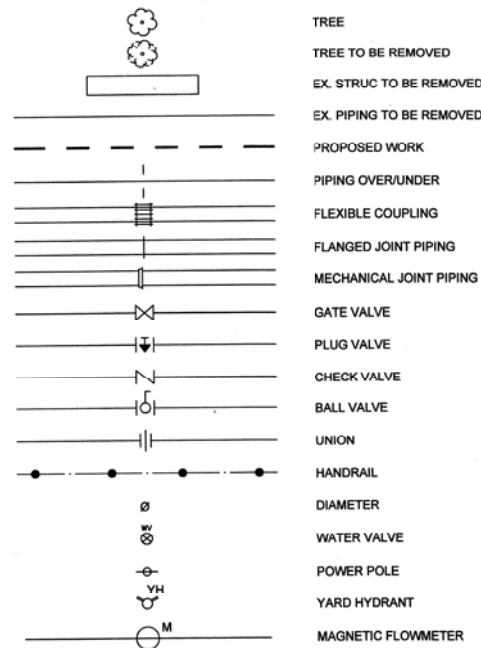 TREE
TREE TO BE REMOVED
EX. STRUC TO BE REMOVED
EX. PIPING TO BE REMOVED
PROPOSED WORK
PIPING OVER/UNDER
FLEXIBLE COUPLING
FLANGED JOINT PIPING
MECHANICAL JOINT PIPING
GATE VALVE
PLUG VALVE
CHECK VALVE
BALL VALVE
UNION
HANDRAIL
Ø DIAMETER
WV
WATER VALVE
POWER POLE
YH
YARD HYDRANT
M
MAGNETIC FLOWMETER